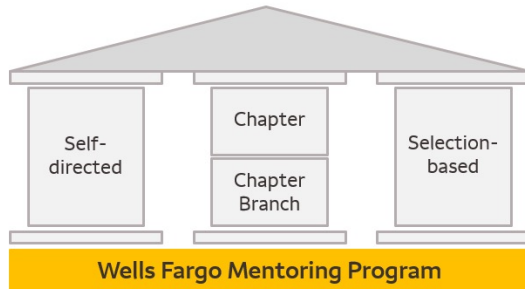 Self-
directed
Chapter
Chapter
Branch
Selection-
based
Wells Fargo Mentoring Program